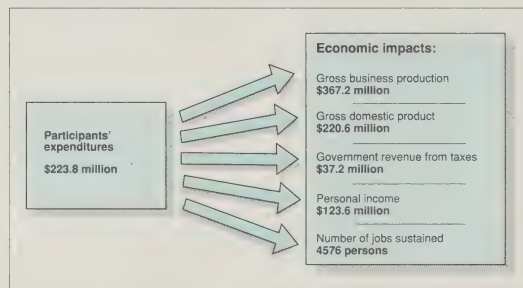 Participants'
expenditures
$223.8 million
Economic impacts:
Gross business production
$367.2 million
Gross domestic product
$220.6 million
Government revenue from taxes
$37.2 million
Personal income
$123.6 million
Number of jobs sustained
4576 persons